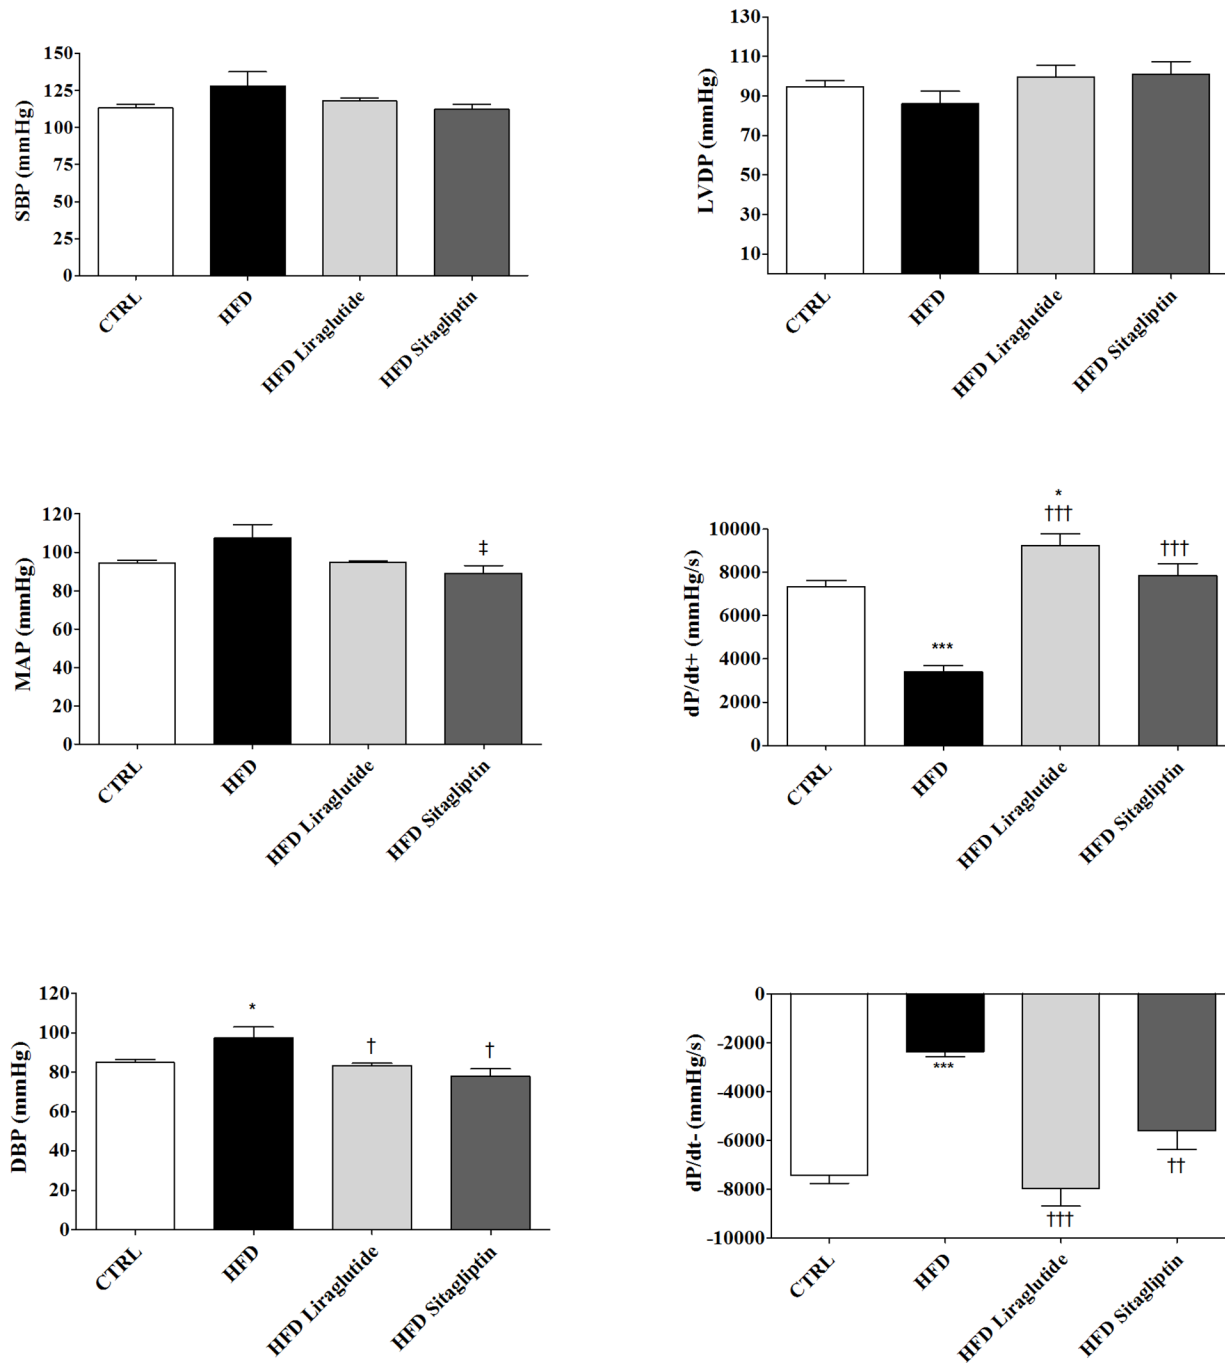 SBP (mmHg)
150
125
100
75
50
25
0
CTRL
HFD
HFD Liraglutide
HFD Sitagliptin
LVDP (mmHg)
130
110
90
70
50
30
10
CTRL
HFD
HFD Liraglutide
HFD Sitagliptin
MAP (mmHg)
120
100
80
60
40
20
0
‡
CTRL
HFD
HFD Liraglutide
HFD Sitagliptin
dP/dt+ (mmHg/s)
10000
8000
6000
4000
2000
0
***
*
†††
†††
CTRL
HFD
HFD Liraglutide
HFD Sitagliptin
DBP (mmHg)
120
100
80
60
40
20
0
*
†
†
CTRL
HFD
HFD Liraglutide
HFD Sitagliptin
dP/dt- (mmHg/s)
0
-2000
-4000
-6000
-8000
-10000
***
†††
††
CTRL
HFD
HFD Liraglutide
HFD Sitagliptin